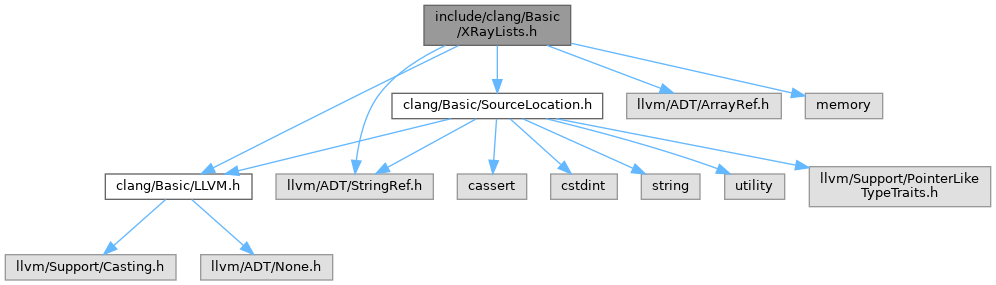 include/clang/Basic
/XRayLists.h
clang/Basic/SourceLocation.h
llvm/ADT/ArrayRef.h
memory
clang/Basic/LLVM.h
llvm/ADT/StringRef.h
cassert
cstdint
string
utility
llvm/Support/PointerLike
TypeTraits.h
llvm/Support/Casting.h
llvm/ADT/None.h